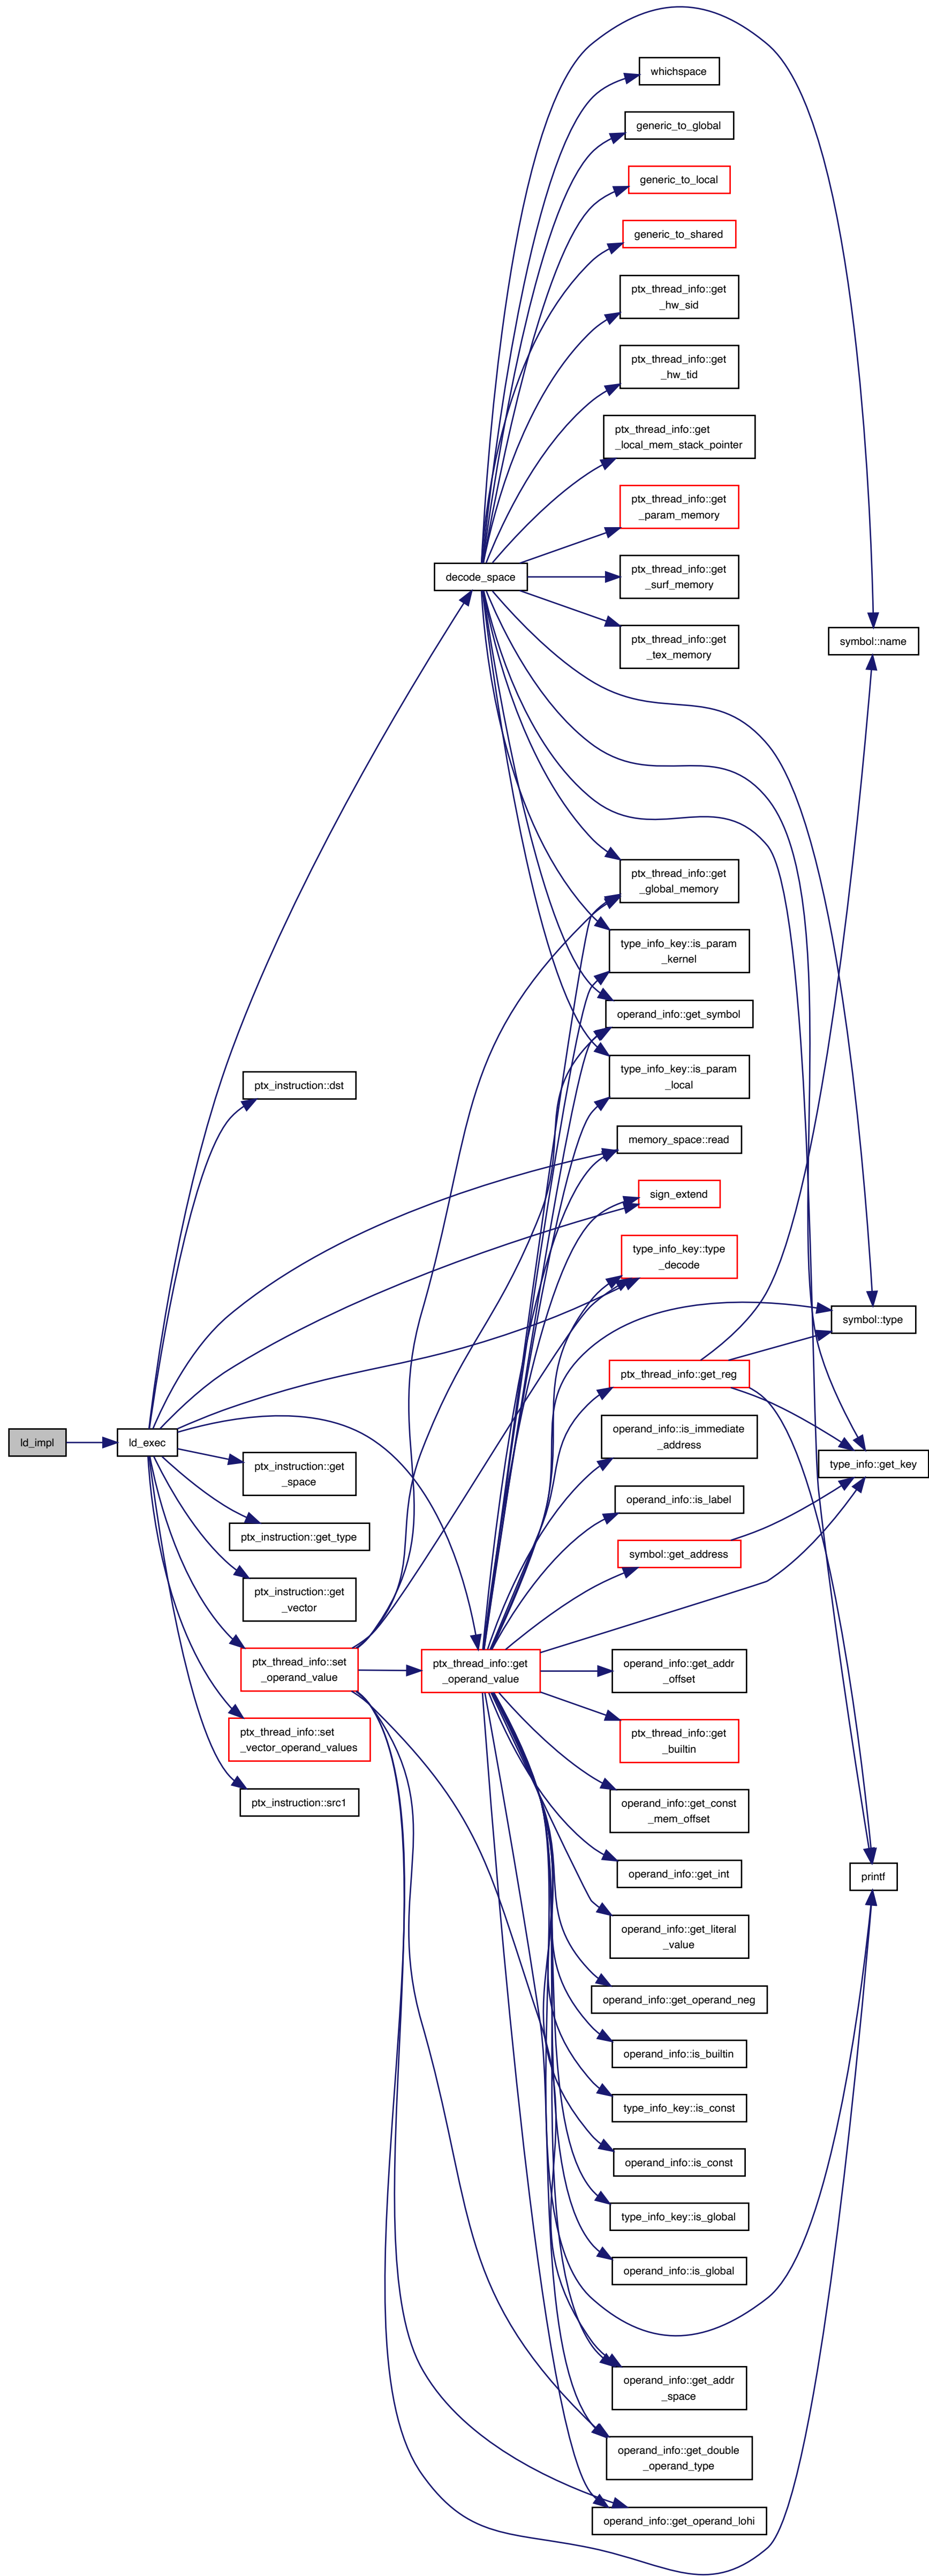 whichspace
generic_to_global
generic_to_local
generic_to_shared
ptx_thread_info::get
_hw_sid
ptx_thread_info::get
_hw_tid
ptx_thread_info::get
_local_mem_stack_pointer
ptx_thread_info::get
_param_memory
decode_space
ptx_thread_info::get
_surf_memory
ptx_thread_info::get
_tex_memory
symbol::name
ptx_thread_info::get
_global_memory
type_info_key::is_param
_kernel
operand_info::get_symbol
type_info_key::is_param
_local
ptx_instruction::dst
memory_space::read
sign_extend
type_info_key::type
_decode
symbol::type
ptx_thread_info::get_reg
operand_info::is_immediate
_address
ld_impl
ld_exec
type_info::get_key
ptx_instruction::get
_space
operand_info::is_label
ptx_instruction::get_type
symbol::get_address
ptx_instruction::get
_vector
ptx_thread_info::set
_operand_value
ptx_thread_info::get
_operand_value
operand_info::get_addr
_offset
ptx_thread_info::set
_vector_operand_values
ptx_thread_info::get
_builtin
ptx_instruction::src1
operand_info::get_const
_mem_offset
operand_info::get_int
printf
operand_info::get_literal
_value
operand_info::get_operand_neg
operand_info::is_builtin
type_info_key::is_const
operand_info::is_const
type_info_key::is_global
operand_info::is_global
operand_info::get_addr
_space
operand_info::get_double
_operand_type
operand_info::get_operand_lohi